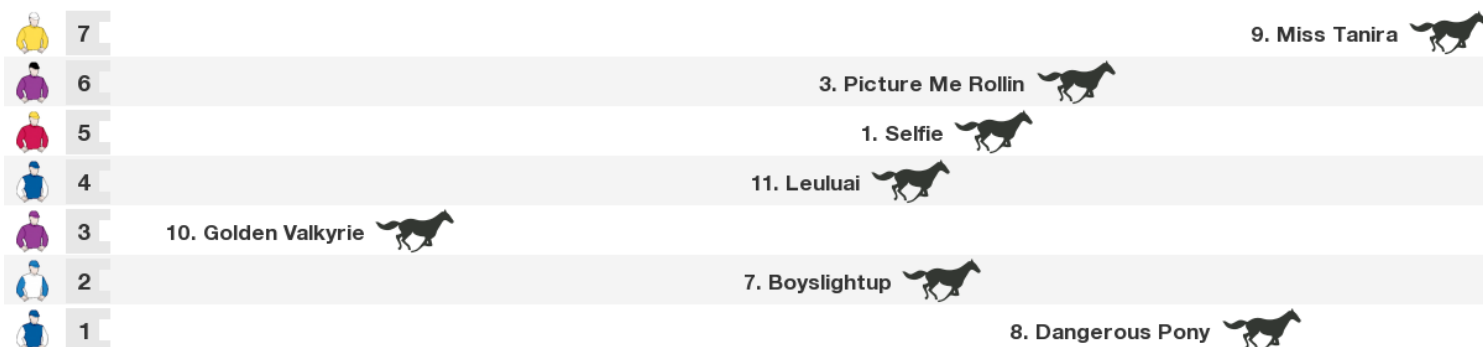 7 9. Miss Tanira
6 3. Picture Me Rollin
5 1. Selfie
4 11. Leuluai
3 10. Golden Valkyrie
2 7. Boyslightup
1 8. Dangerous Pony